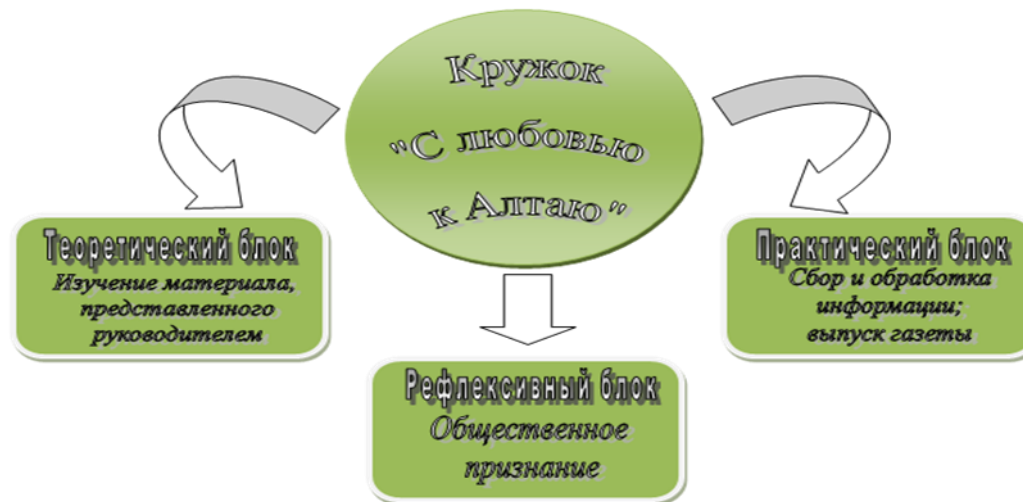 Кружок
"С любовью
к Алтаю"
Теоретический блок
Изучение материала,
представленного
руководителем
Практический блок
Сбор и обработка
информации;
выпуск газеты
Рефлексивный блок
Общественное
признание